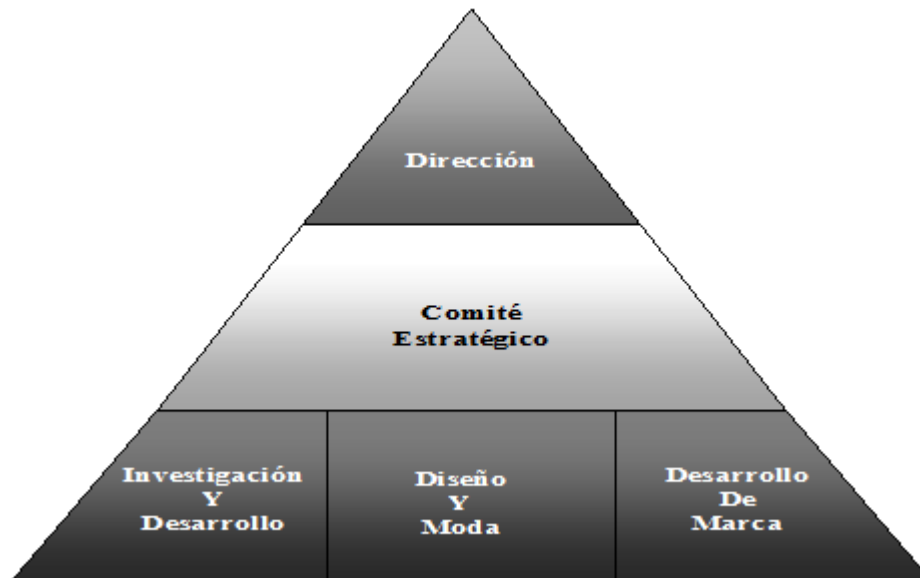 Dirección
Comité
Estratégico
Investigación
Y
Desarrollo
Diseño
Y
Moda
Desarrollo
De
Marca